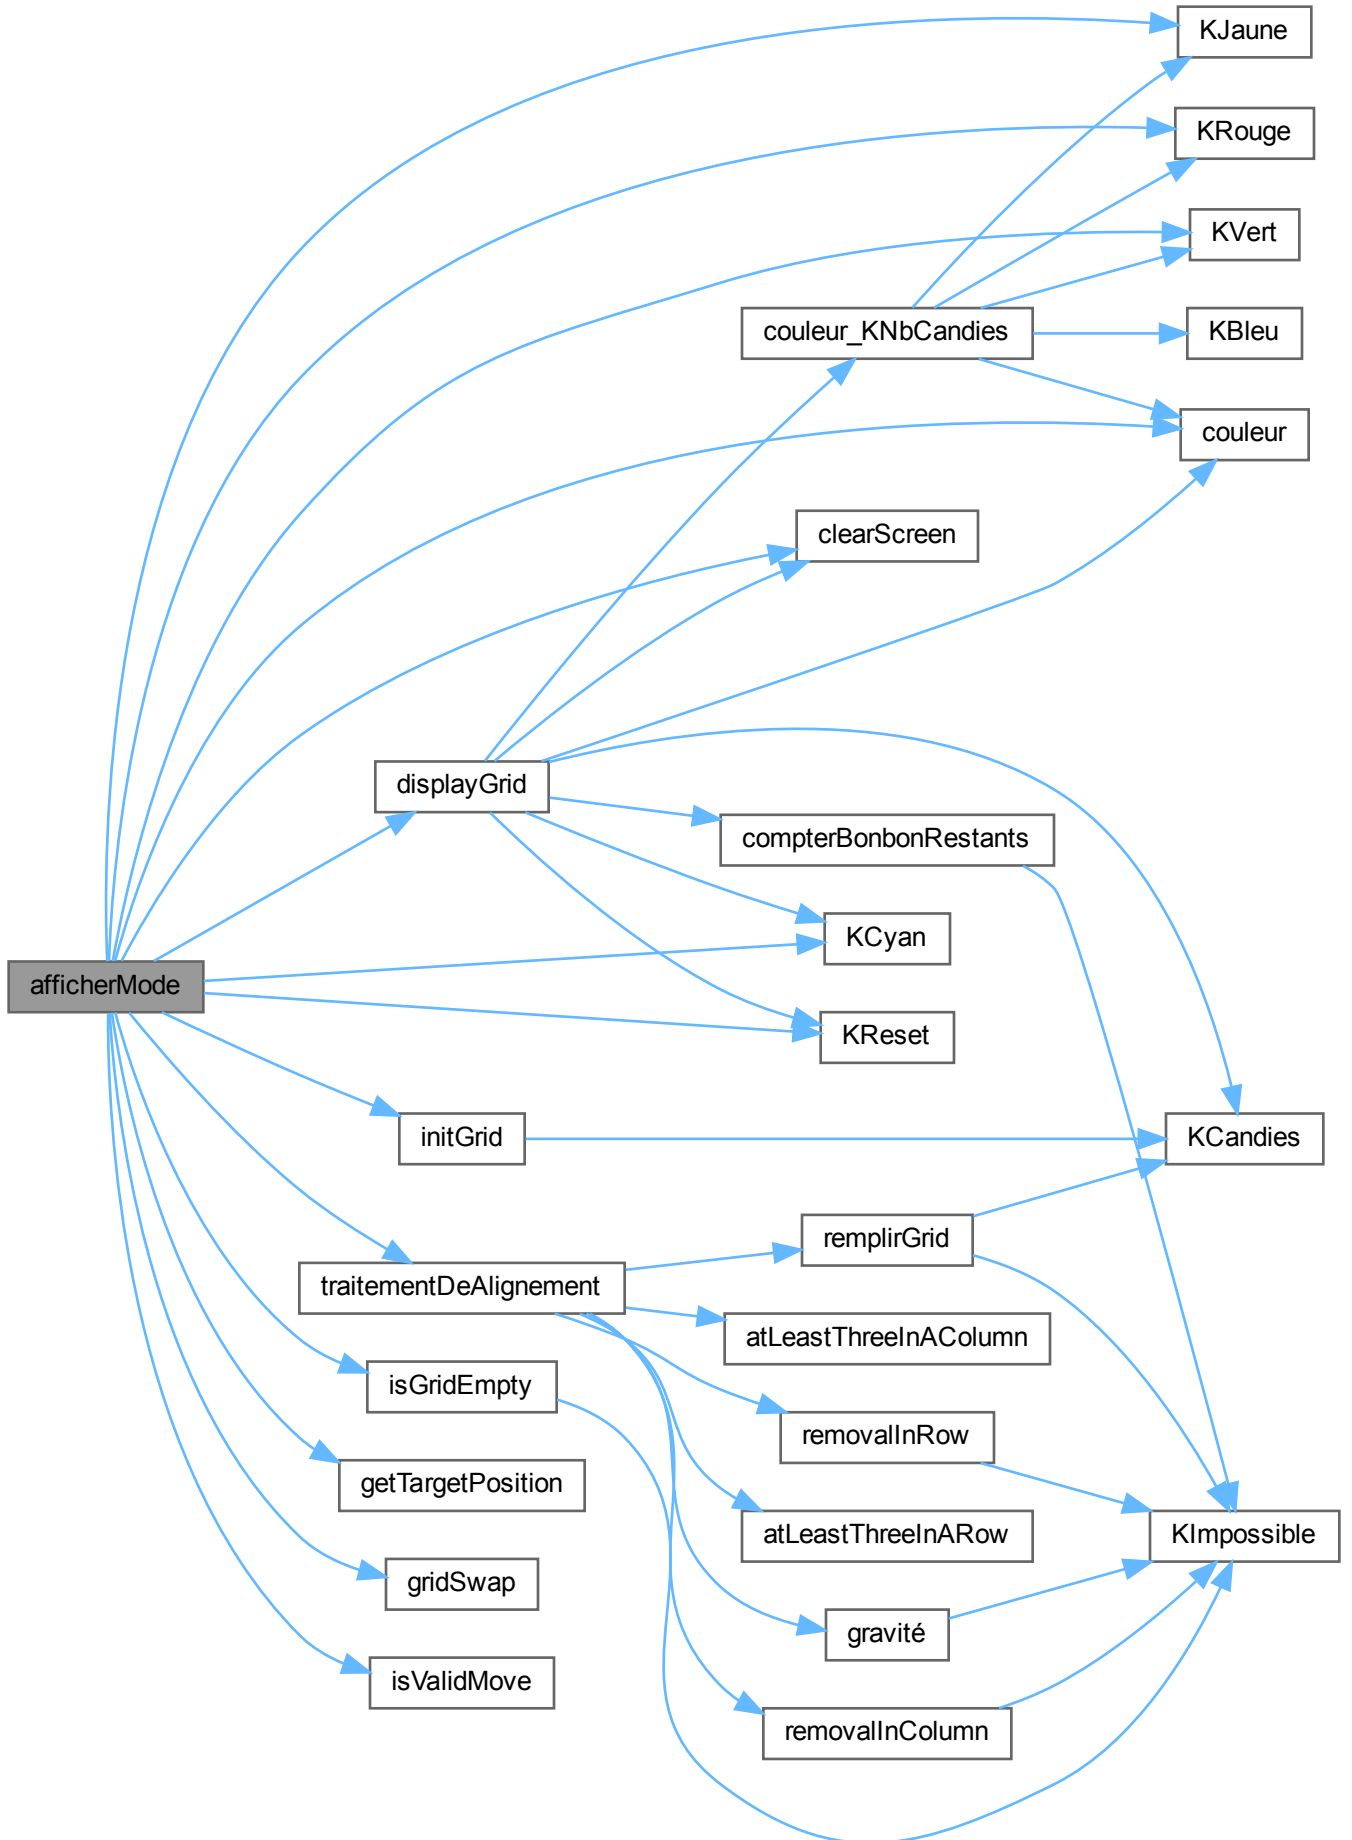 KJaune
KRouge
KVert
couleur_KNbCandies
KBleu
couleur
clearScreen
displayGrid
compterBonbonRestants
KCyan
afficherMode
KReset
initGrid
KCandies
remplirGrid
traitementDeAlignement
atLeastThreeInAColumn
isGridEmpty
removalInRow
getTargetPosition
atLeastThreeInARow
KImpossible
gridSwap
gravité
isValidMove
removalInColumn